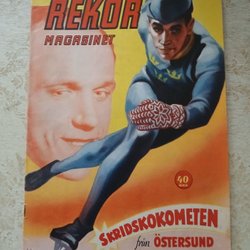 REKOR
MAGASINET
40
SKRIDSKOKOMETEN
från ÖSTERSUND